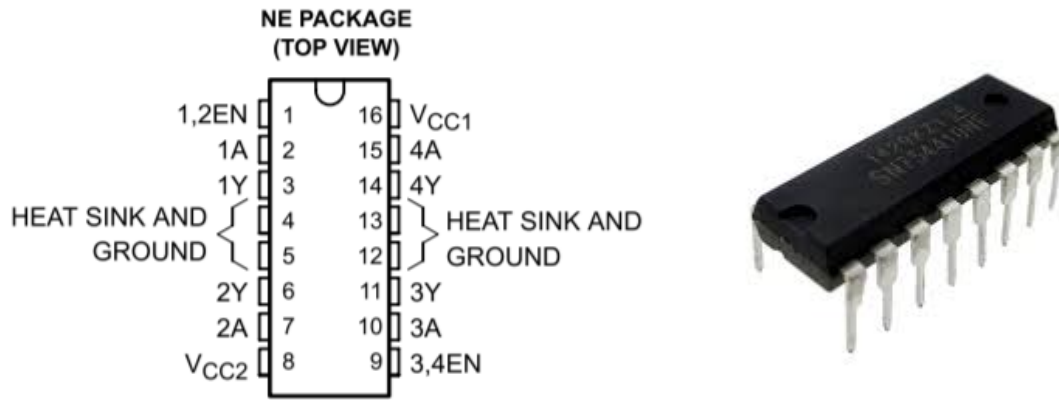 NE PACKAGE
(TOP VIEW)
1,2EN 1 16 VCC1
1A 2 15 4A
1Y 3 14 4Y
HEAT SINK AND 4 13 HEAT SINK AND
GROUND 5 12 GROUND
2Y 6 11 3Y
2A 7 10 3A
VCC2 8 9 3,4EN
SN754410NE